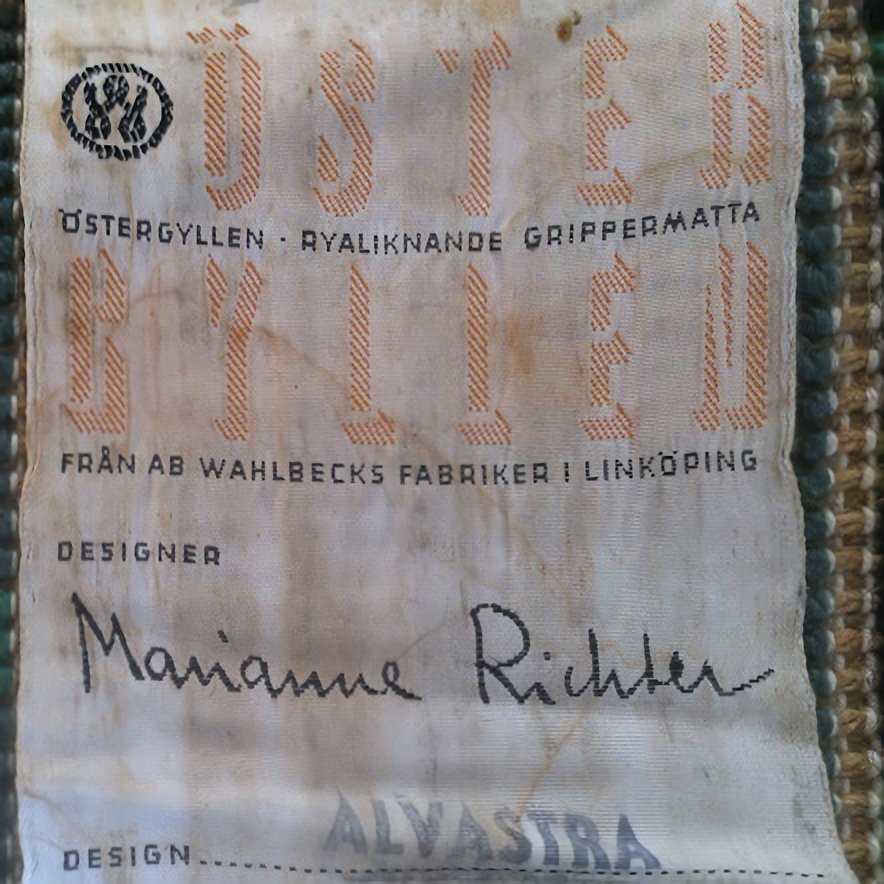 ÖSTER
ÖSTERGYLLEN · RYALIKNANDE GRIPPERMATTA
GYLLEN
FRÅN AB WAHLBECKS FABRIKER I LINKÖPING
DESIGNER
Marianne Richter
DESIGN........ALVASTRA